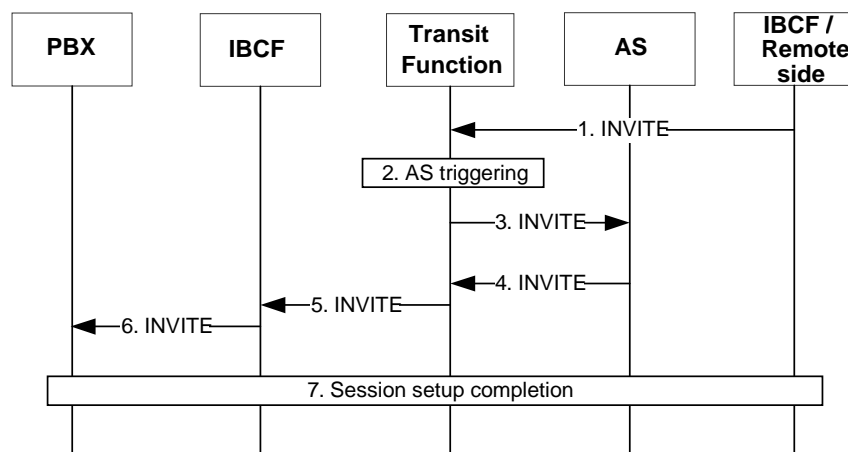 PBX
IBCF
Transit
Function
AS
IBCF /
Remote
side
1. INVITE
2. AS triggering
3. INVITE
4. INVITE
5. INVITE
6. INVITE
7. Session setup completion